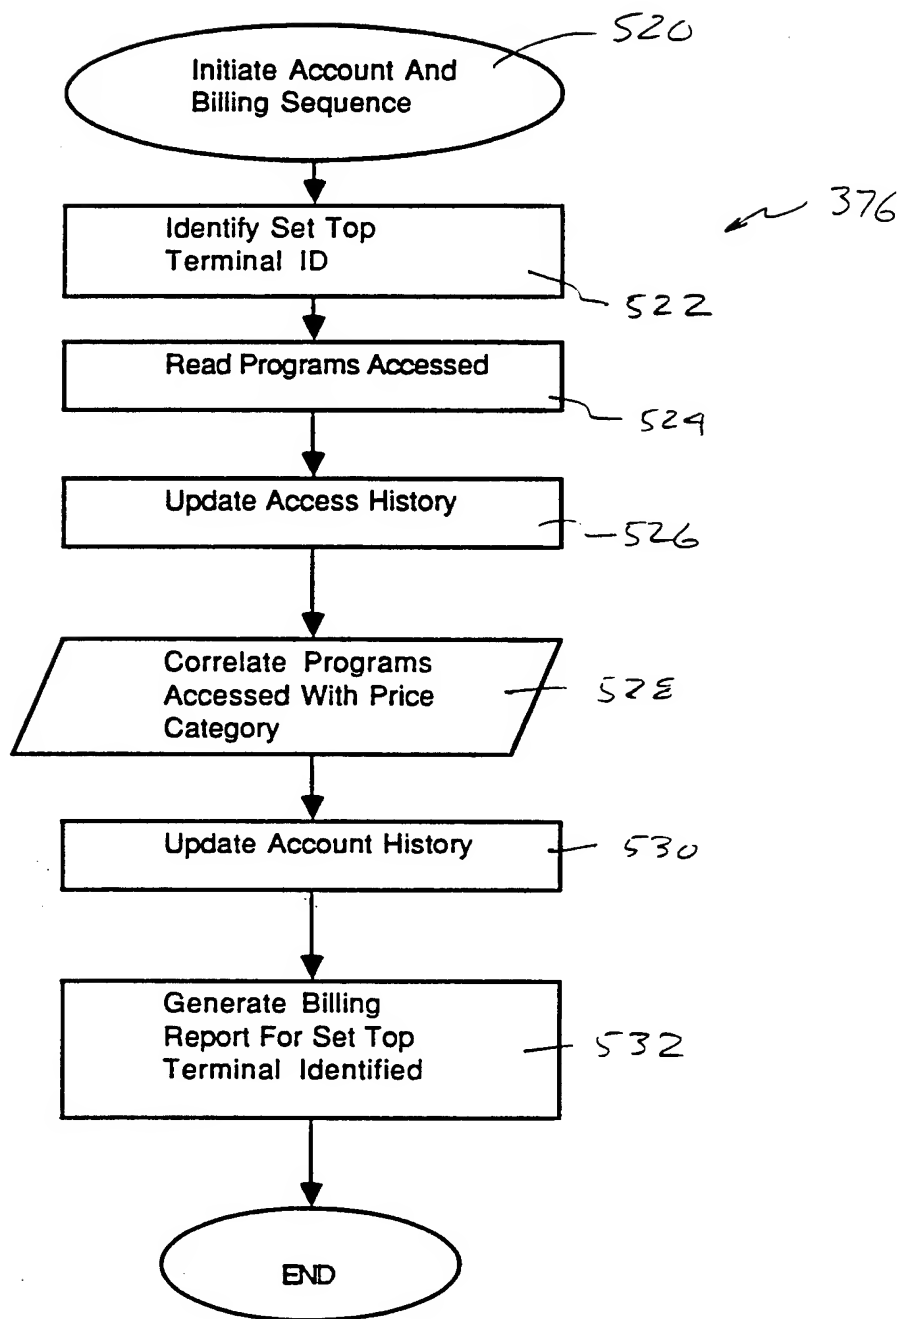 520
Initiate Account And
Billing Sequence
376
Identify Set Top
Terminal ID
522
Read Programs Accessed
524
Update Access History
526
Correlate Programs
Accessed With Price
Category
528
Update Account History
530
Generate Billing
Report For Set Top
Terminal Identified
532
END